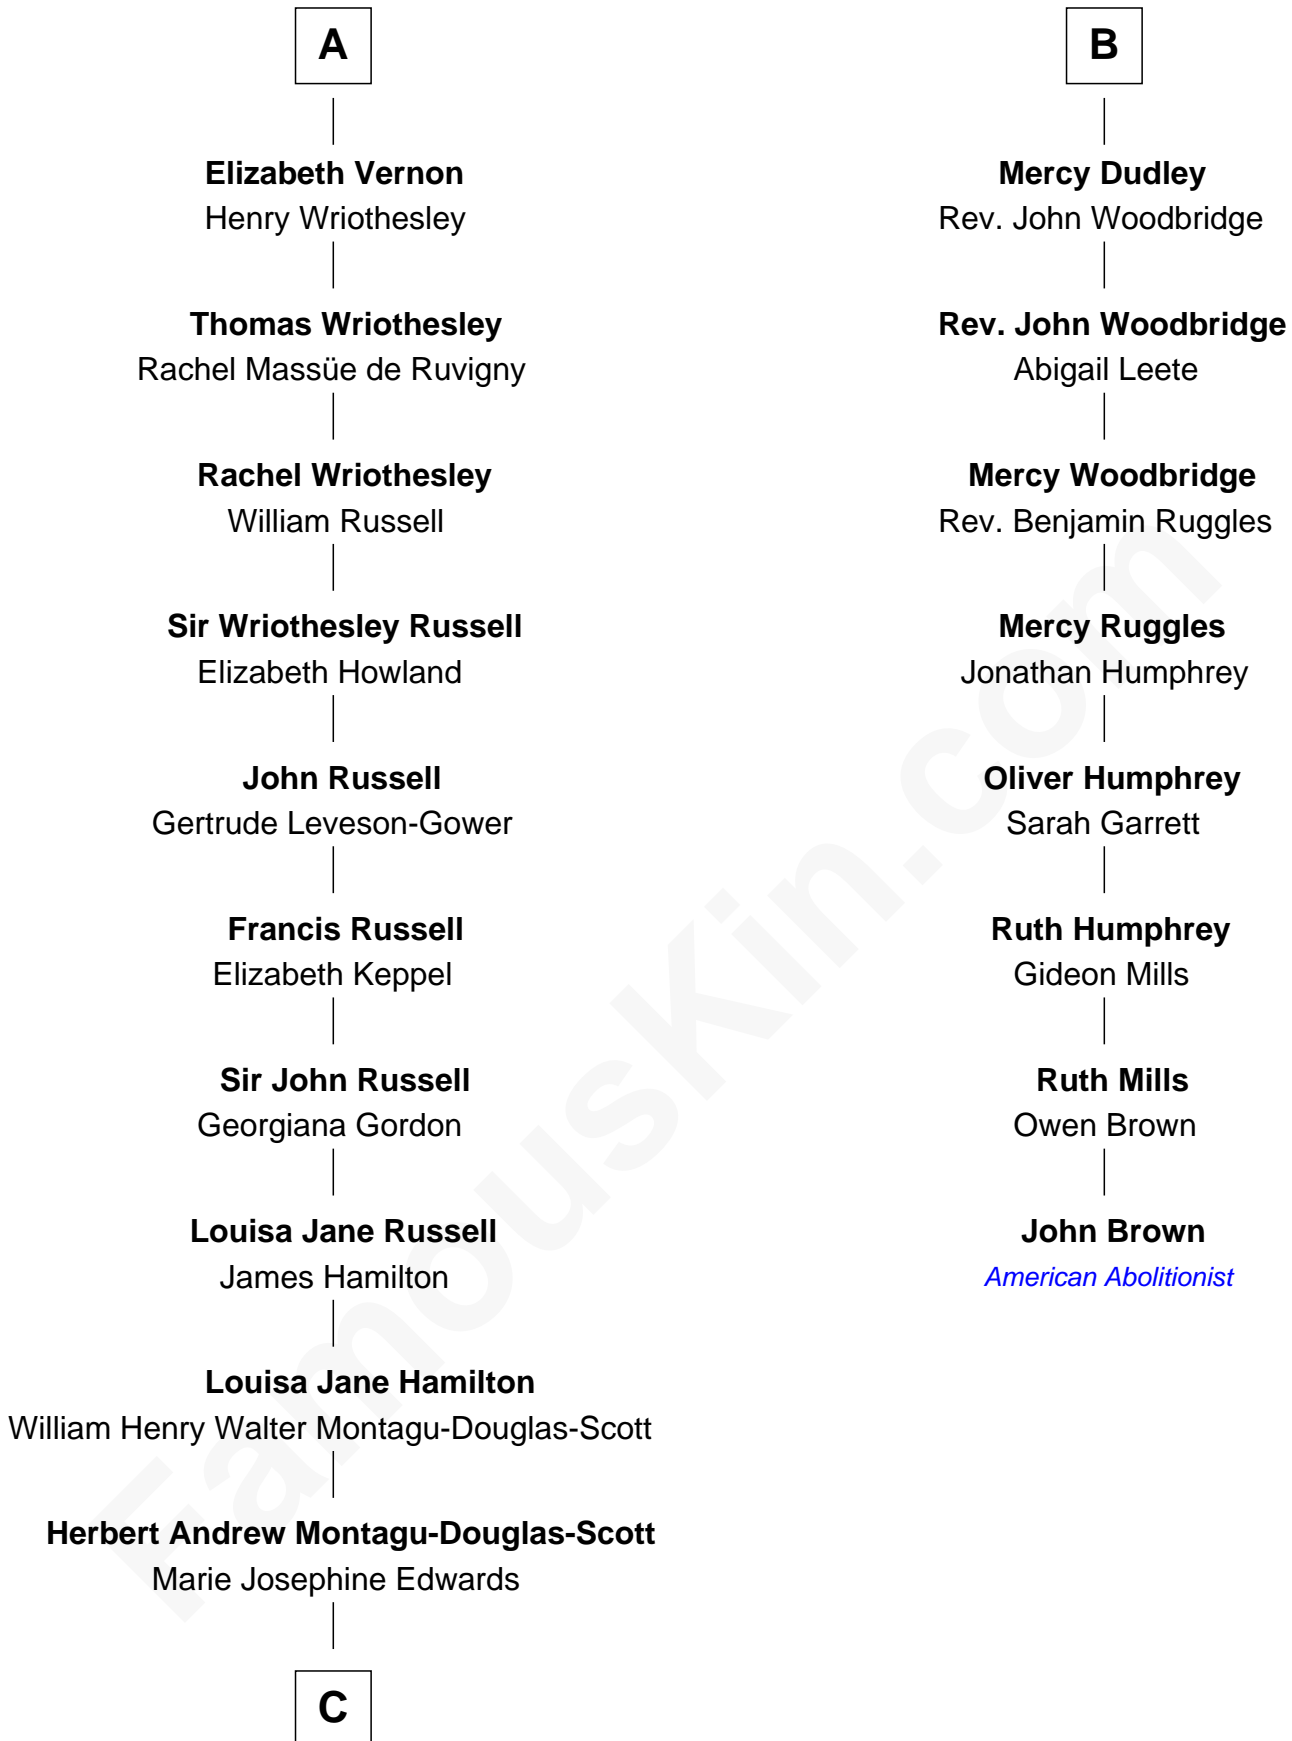 A
Elizabeth Vernon
Henry Wriothesley
Thomas Wriothesley
Rachel Massüe de Ruvigny
Rachel Wriothesley
William Russell
Sir Wriothesley Russell
Elizabeth Howland
John Russell
Gertrude Leveson-Gower
Francis Russell
Elizabeth Keppel
Sir John Russell
Georgiana Gordon
Louisa Jane Russell
James Hamilton
Louisa Jane Hamilton
William Henry Walter Montagu-Douglas-Scott
Herbert Andrew Montagu-Douglas-Scott
Marie Josephine Edwards
C
B
Mercy Dudley
Rev. John Woodbridge
Rev. John Woodbridge
Abigail Leete
Mercy Woodbridge
Rev. Benjamin Ruggles
Mercy Ruggles
Jonathan Humphrey
Oliver Humphrey
Sarah Garrett
Ruth Humphrey
Gideon Mills
Ruth Mills
Owen Brown
John Brown
American Abolitionist
FamousKin.com